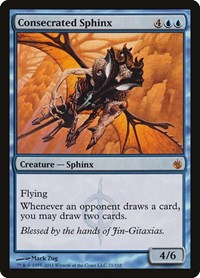 Consecrated Sphinx 4
Creature — Sphinx
Flying
Whenever an opponent draws a card,
you may draw two cards.
Blessed by the hands of Jin-Gitaxias.
Mark Zug
4/6